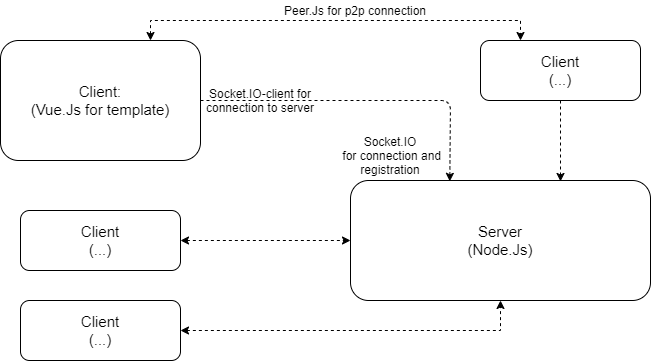 Peer.Js for p2p connection
Client:
(Vue.Js for template)
Client
(...)
Socket.IO-client for
connection to server
Socket.IO
for connection and
registration
Client
(...)
Server
(Node.Js)
Client
(...)